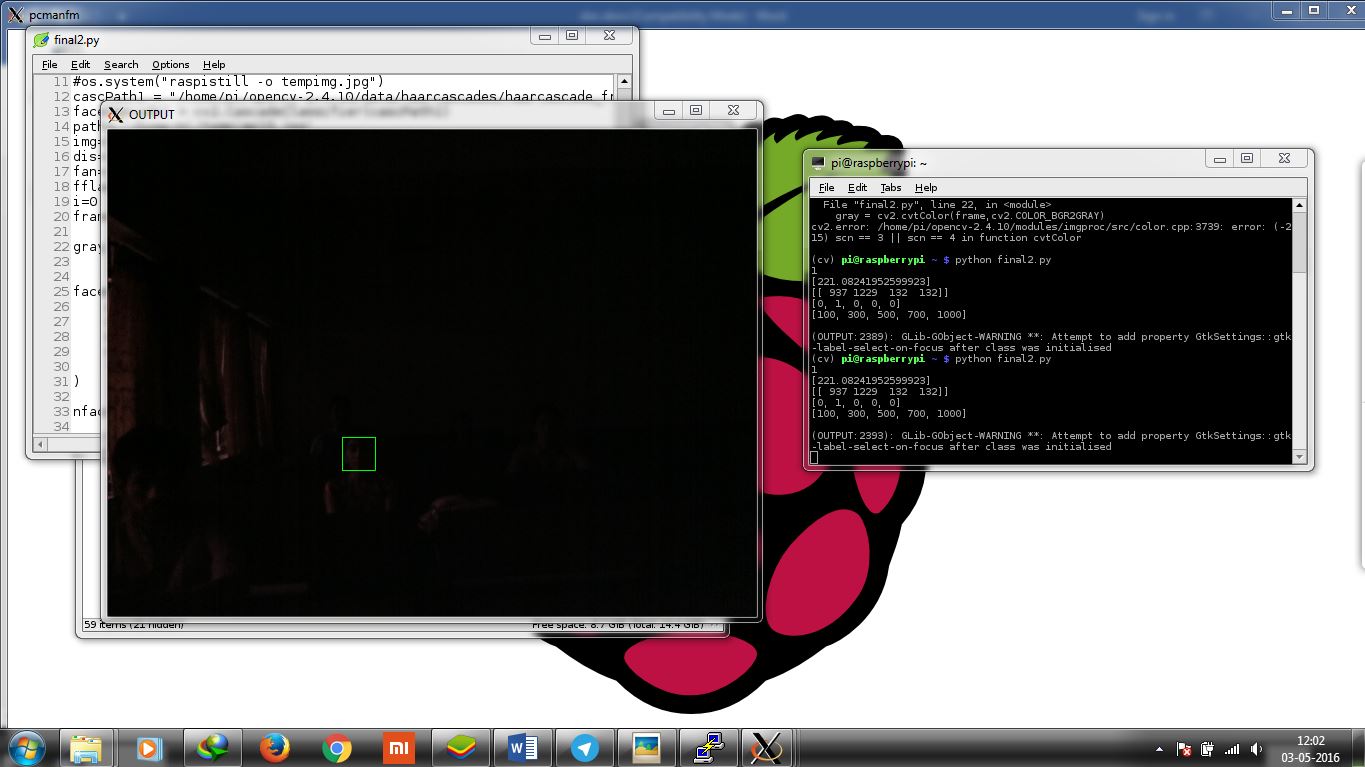 pcmanfm
final2.py
File Edit Search Options Help
11 #os.system("raspistill -o tempimg.jpg")
12 cascPath1 = "/home/pi/opencv-2.4.10/data/haarcascades/haarcascade_fr
13 face
14 path
15 img=
16 dis=
17 fan=
18 ffla
19 i=0
20 fram
22 gray
23
24
25 face
26
27
28
29
30
31 )
32
33 nfac
34
OUTPUT
59 items (21 hidden) Free space: 8.7 GiB (Total: 14.4 GiB)
pi@raspberrypi: ~
File Edit Tabs Help
File "final2.py", line 22, in <module>
gray = cv2.cvtColor(frame,cv2.COLOR_BGR2GRAY)
cv2.error: /home/pi/opencv-2.4.10/modules/imgproc/src/color.cpp:3739: error: (-2
15) scn == 3 || scn == 4 in function cvtColor
(cv) pi@raspberrypi ~ $ python final2.py
1
[221.08241952599923]
[[ 937 1229  132  132]]
[0, 1, 0, 0, 0]
[100, 300, 500, 700, 1000]
(OUTPUT:2389): GLib-GObject-WARNING **: Attempt to add property GtkSettings::gtk
-label-select-on-focus after class was initialised
(cv) pi@raspberrypi ~ $ python final2.py
1
[221.08241952599923]
[[ 937 1229  132  132]]
[0, 1, 0, 0, 0]
[100, 300, 500, 700, 1000]
(OUTPUT:2393): GLib-GObject-WARNING **: Attempt to add property GtkSettings::gtk
-label-select-on-focus after class was initialised
mi
W
12:02
03-05-2016